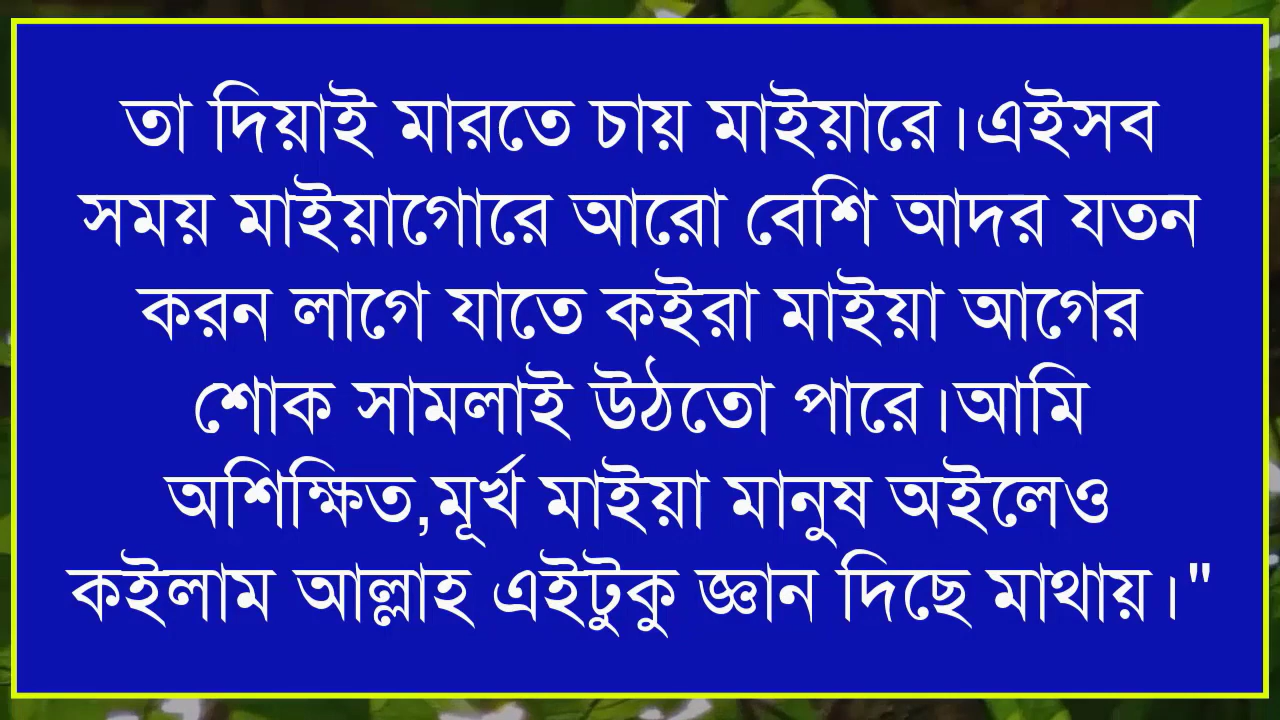 তা দিয়াই মারতে চায় মাইয়ারে।এইসব
সময় মাইয়াগোরে আরো বেশি আদর যতন
করন লাগে যাতে কইরা মাইয়া আগের
শোক সামলাই উঠতো পারে।আমি
অশিক্ষিত,মূর্খ মাইয়া মানুষ অইলেও
কইলাম আল্লাহ এইটুকু জ্ঞান দিছে মাথায়।"